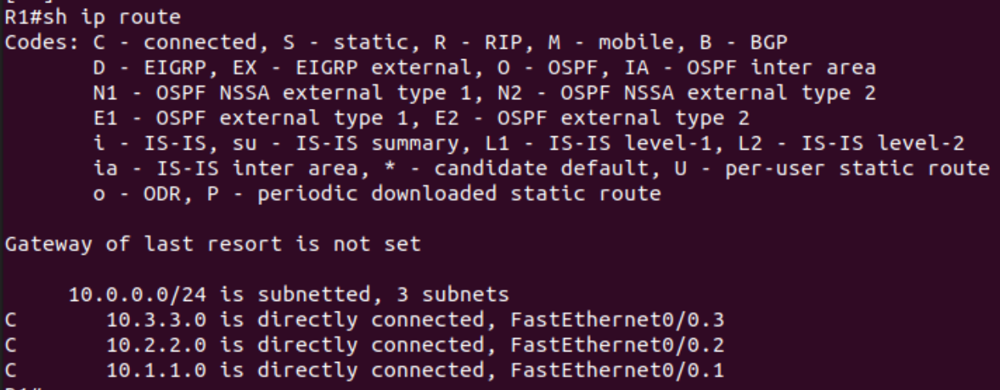 R1#sh ip route
Codes: C - connected, S - static, R - RIP, M - mobile, B - BGP
D - EIGRP, EX - EIGRP external, O - OSPF, IA - OSPF inter area
N1 - OSPF NSSA external type 1, N2 - OSPF NSSA external type 2
E1 - OSPF external type 1, E2 - OSPF external type 2
i - IS-IS, su - IS-IS summary, L1 - IS-IS level-1, L2 - IS-IS level-2
ia - IS-IS inter area, * - candidate default, U - per-user static route
o - ODR, P - periodic downloaded static route
Gateway of last resort is not set
10.0.0.0/24 is subnetted, 3 subnets
C 10.3.3.0 is directly connected, FastEthernet0/0.3
C 10.2.2.0 is directly connected, FastEthernet0/0.2
C 10.1.1.0 is directly connected, FastEthernet0/0.1